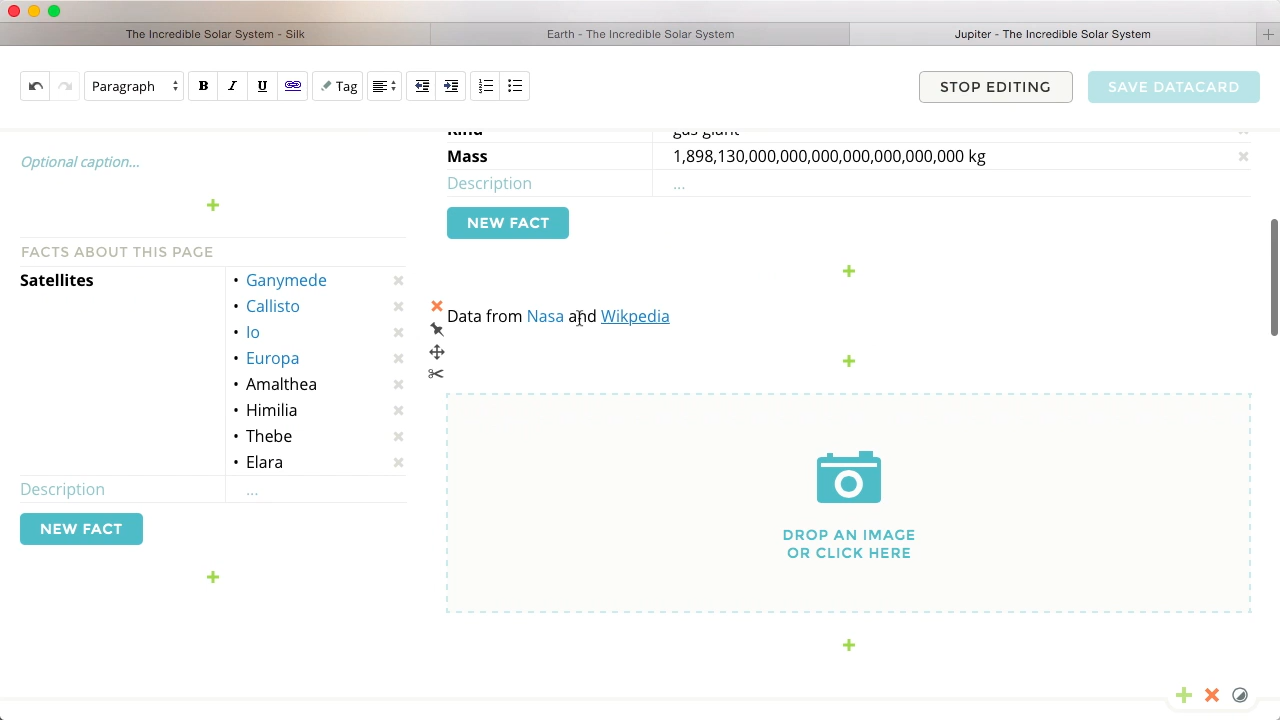 The Incredible Solar System - Silk
Earth - The Incredible Solar System
Jupiter - The Incredible Solar System
Paragraph
B I U
Tag
STOP EDITING
SAVE DATACARD
Optional caption...
Kind
gas giant
Mass
1,898,130,000,000,000,000,000,000,000 kg
Description
...
NEW FACT
FACTS ABOUT THIS PAGE
Satellites
• Ganymede
• Callisto
• Io
• Europa
• Amalthea
• Himilia
• Thebe
• Elara
Description
...
NEW FACT
Data from Nasa and Wikpedia
DROP AN IMAGE
OR CLICK HERE